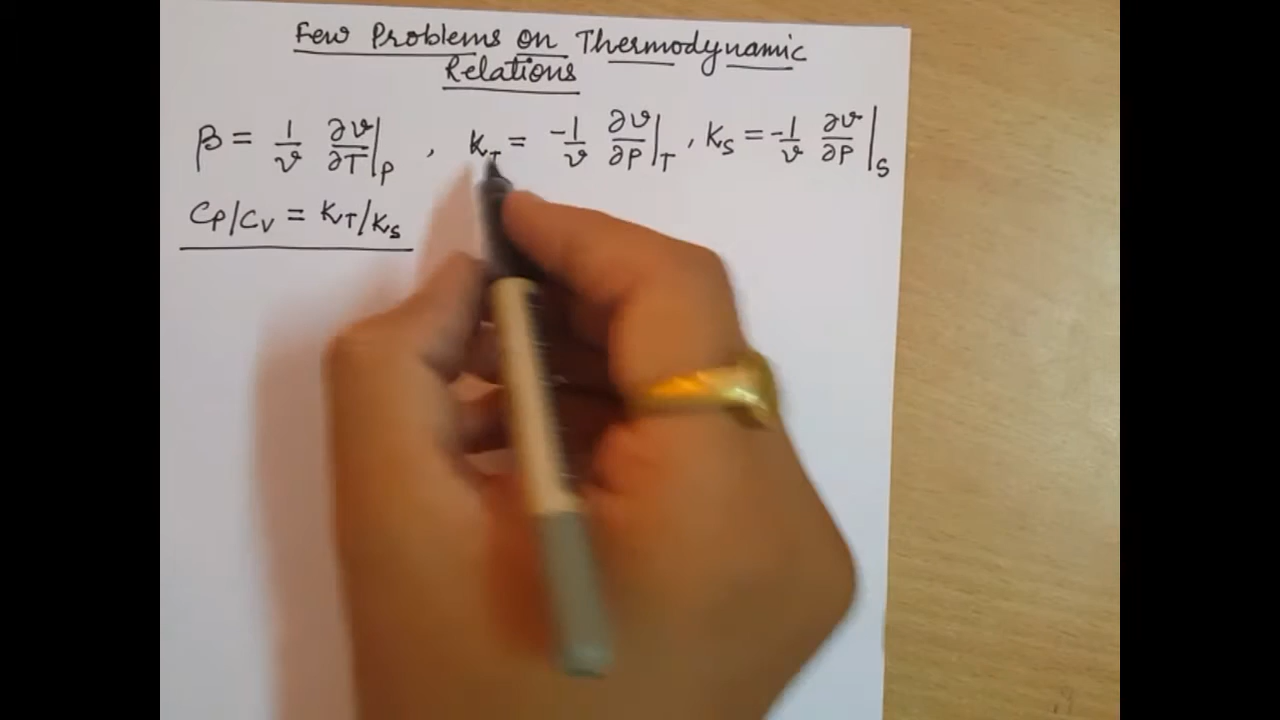 Few Problems on Thermodynamic
Relations
β = 1/v ∂v/∂T|P , kT = -1/v ∂v/∂P|T , kS = -1/v ∂v/∂P|S
CP/CV = kT/kS